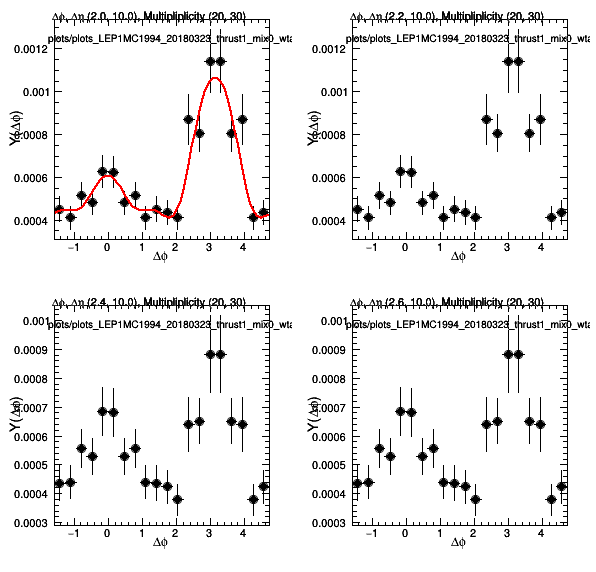 Δϕ, Δη (2.0, 10.0), Multipliplicity (20, 30)
Δϕ, Δη (2.2, 10.0), Multipliplicity (20, 30)
plots/plots_LEP1MC1994_20180323_thrust1_mix0_wta
plots/plots_LEP1MC1994_20180323_thrust1_mix0_wta
0.0012
0.001
0.0008
0.0006
0.0004
Y(Δϕ)
−1 0 1 2 3 4
Δϕ
0.0012
0.001
0.0008
0.0006
0.0004
Y(Δϕ)
−1 0 1 2 3 4
Δϕ
Δϕ, Δη (2.4, 10.0), Multipliplicity (20, 30)
Δϕ, Δη (2.6, 10.0), Multipliplicity (20, 30)
plots/plots_LEP1MC1994_20180323_thrust1_mix0_wta
plots/plots_LEP1MC1994_20180323_thrust1_mix0_wta
0.001
0.0009
0.0008
0.0007
0.0006
0.0005
0.0004
0.0003
Y(Δϕ)
−1 0 1 2 3 4
Δϕ
0.001
0.0009
0.0008
0.0007
0.0006
0.0005
0.0004
0.0003
Y(Δϕ)
−1 0 1 2 3 4
Δϕ